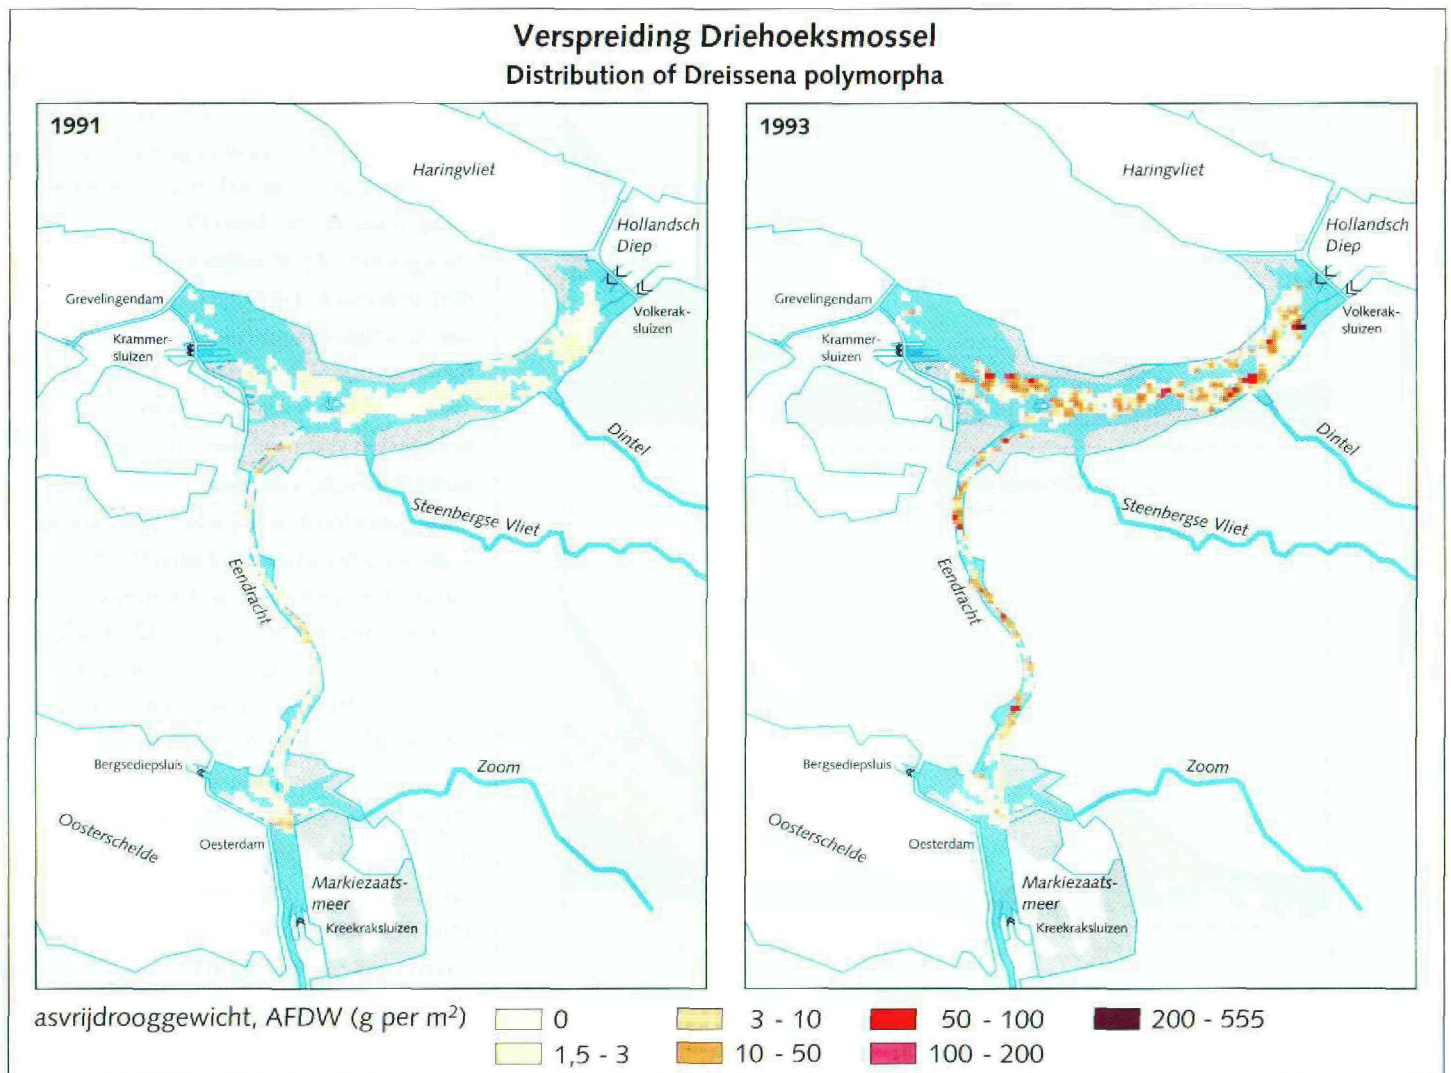 Verspreiding Driehoeksmossel
Distribution of Dreissena polymorpha
1991
Haringvliet
Hollandsch
Diep
Grevelingendam
Volkerak-
sluizen
Krammer-
sluizen
Dintel
Steenbergse Vliet
Eendracht
Bergsediepsluis
Zoom
Oosterschelde
Oesterdam
Markiezaats-
meer
Kreekraksluizen
1993
Haringvliet
Hollandsch
Diep
Grevelingendam
Volkerak-
sluizen
Krammer-
sluizen
Dintel
Steenbergse Vliet
Eendracht
Bergsediepsluis
Zoom
Oosterschelde
Oesterdam
Markiezaats-
meer
Kreekraksluizen
asvrijdrooggewicht, AFDW (g per m²)
0
1,5 - 3
3 - 10
10 - 50
50 - 100
100 - 200
200 - 555